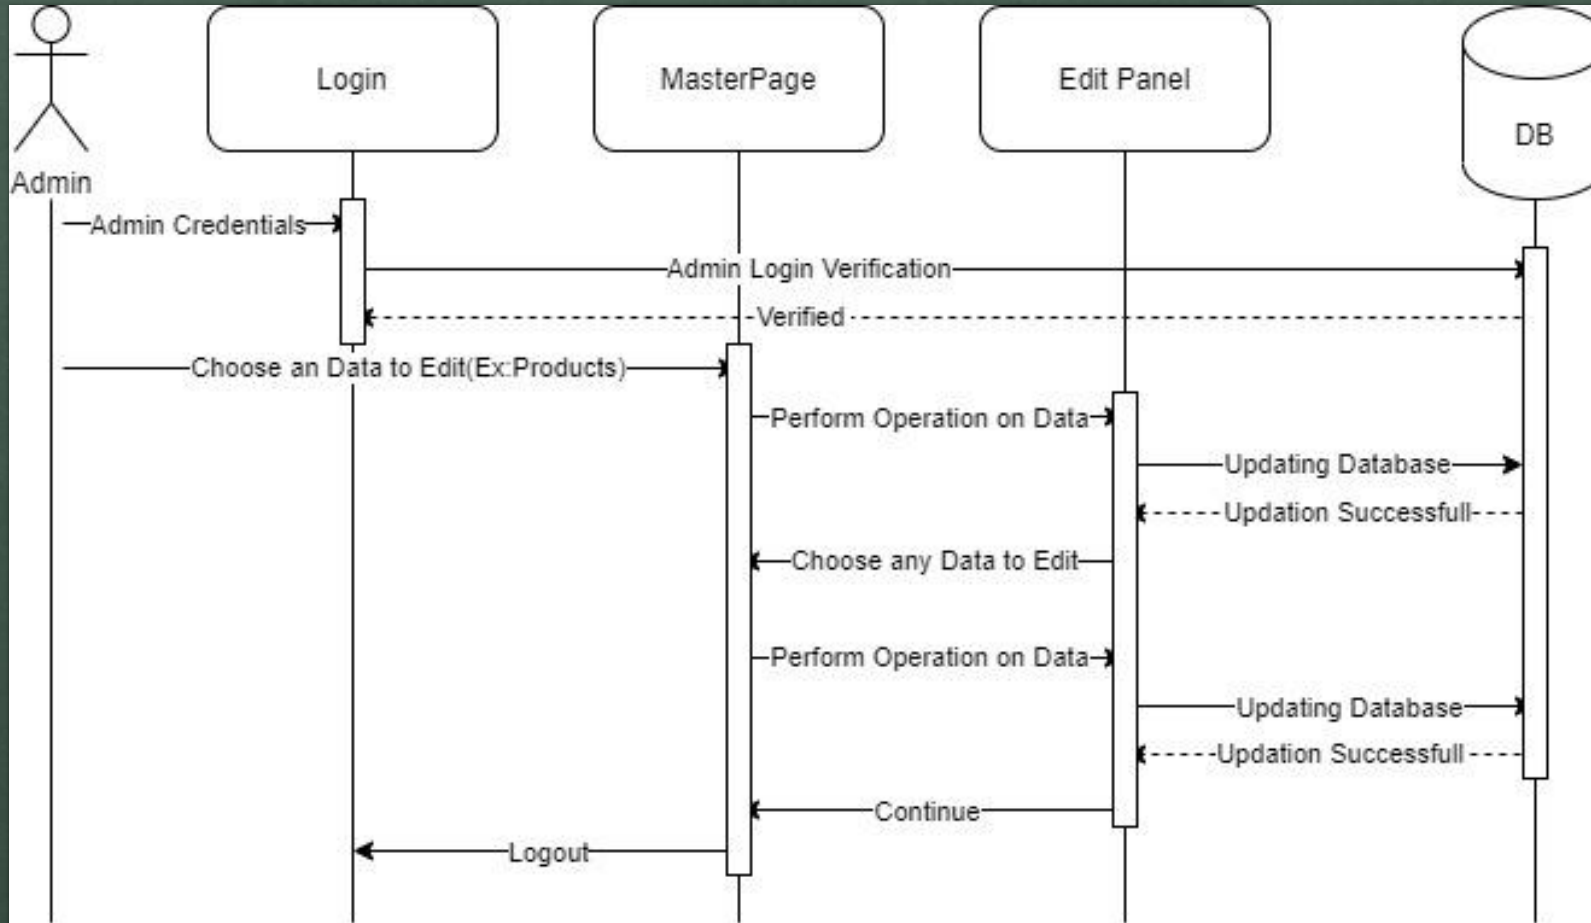 Login
MasterPage
Edit Panel
DB
Admin
Admin Credentials
Admin Login Verification
Verified
Choose an Data to Edit(Ex:Products)
Perform Operation on Data
Updating Database
Updation Successfull
Choose any Data to Edit
Perform Operation on Data
Updating Database
Updation Successfull
Continue
Logout